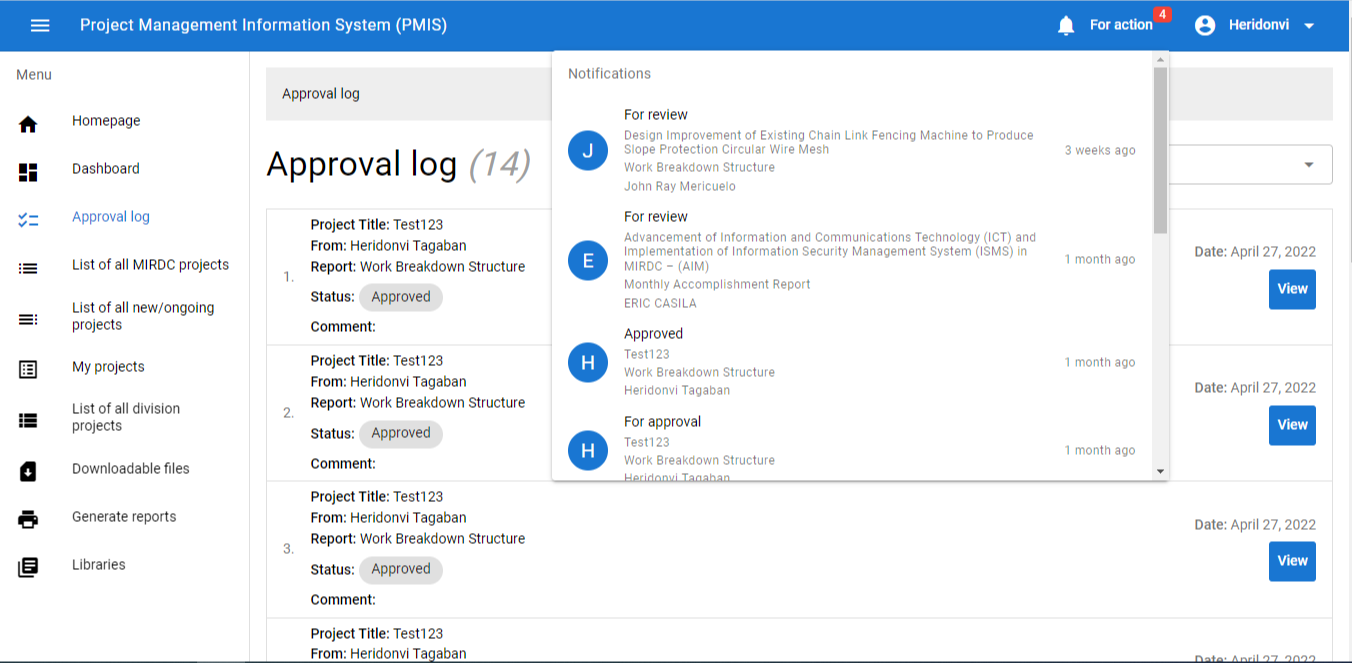 Project Management Information System (PMIS)
For action
4
Heridonvi
Menu
Homepage
Dashboard
Approval log
List of all MIRDC projects
List of all new/ongoing
projects
My projects
List of all division
projects
Downloadable files
Generate reports
Libraries
Approval log
Approval log (14)
1.
Project Title: Test123
From: Heridonvi Tagaban
Report: Work Breakdown Structure
Status: Approved
Comment:
Date: April 27, 2022
View
2.
Project Title: Test123
From: Heridonvi Tagaban
Report: Work Breakdown Structure
Status: Approved
Comment:
Date: April 27, 2022
View
3.
Project Title: Test123
From: Heridonvi Tagaban
Report: Work Breakdown Structure
Status: Approved
Comment:
Date: April 27, 2022
View
Project Title: Test123
From: Heridonvi Tagaban
Date: April 27, 2022
Notifications
J
For review
Design Improvement of Existing Chain Link Fencing Machine to Produce
Slope Protection Circular Wire Mesh
Work Breakdown Structure
John Ray Mericuelo
3 weeks ago
E
For review
Advancement of Information and Communications Technology (ICT) and
Implementation of Information Security Management System (ISMS) in
MIRDC – (AIM)
Monthly Accomplishment Report
ERIC CASILA
1 month ago
H
Approved
Test123
Work Breakdown Structure
Heridonvi Tagaban
1 month ago
H
For approval
Test123
Work Breakdown Structure
Heridonvi Tagaban
1 month ago